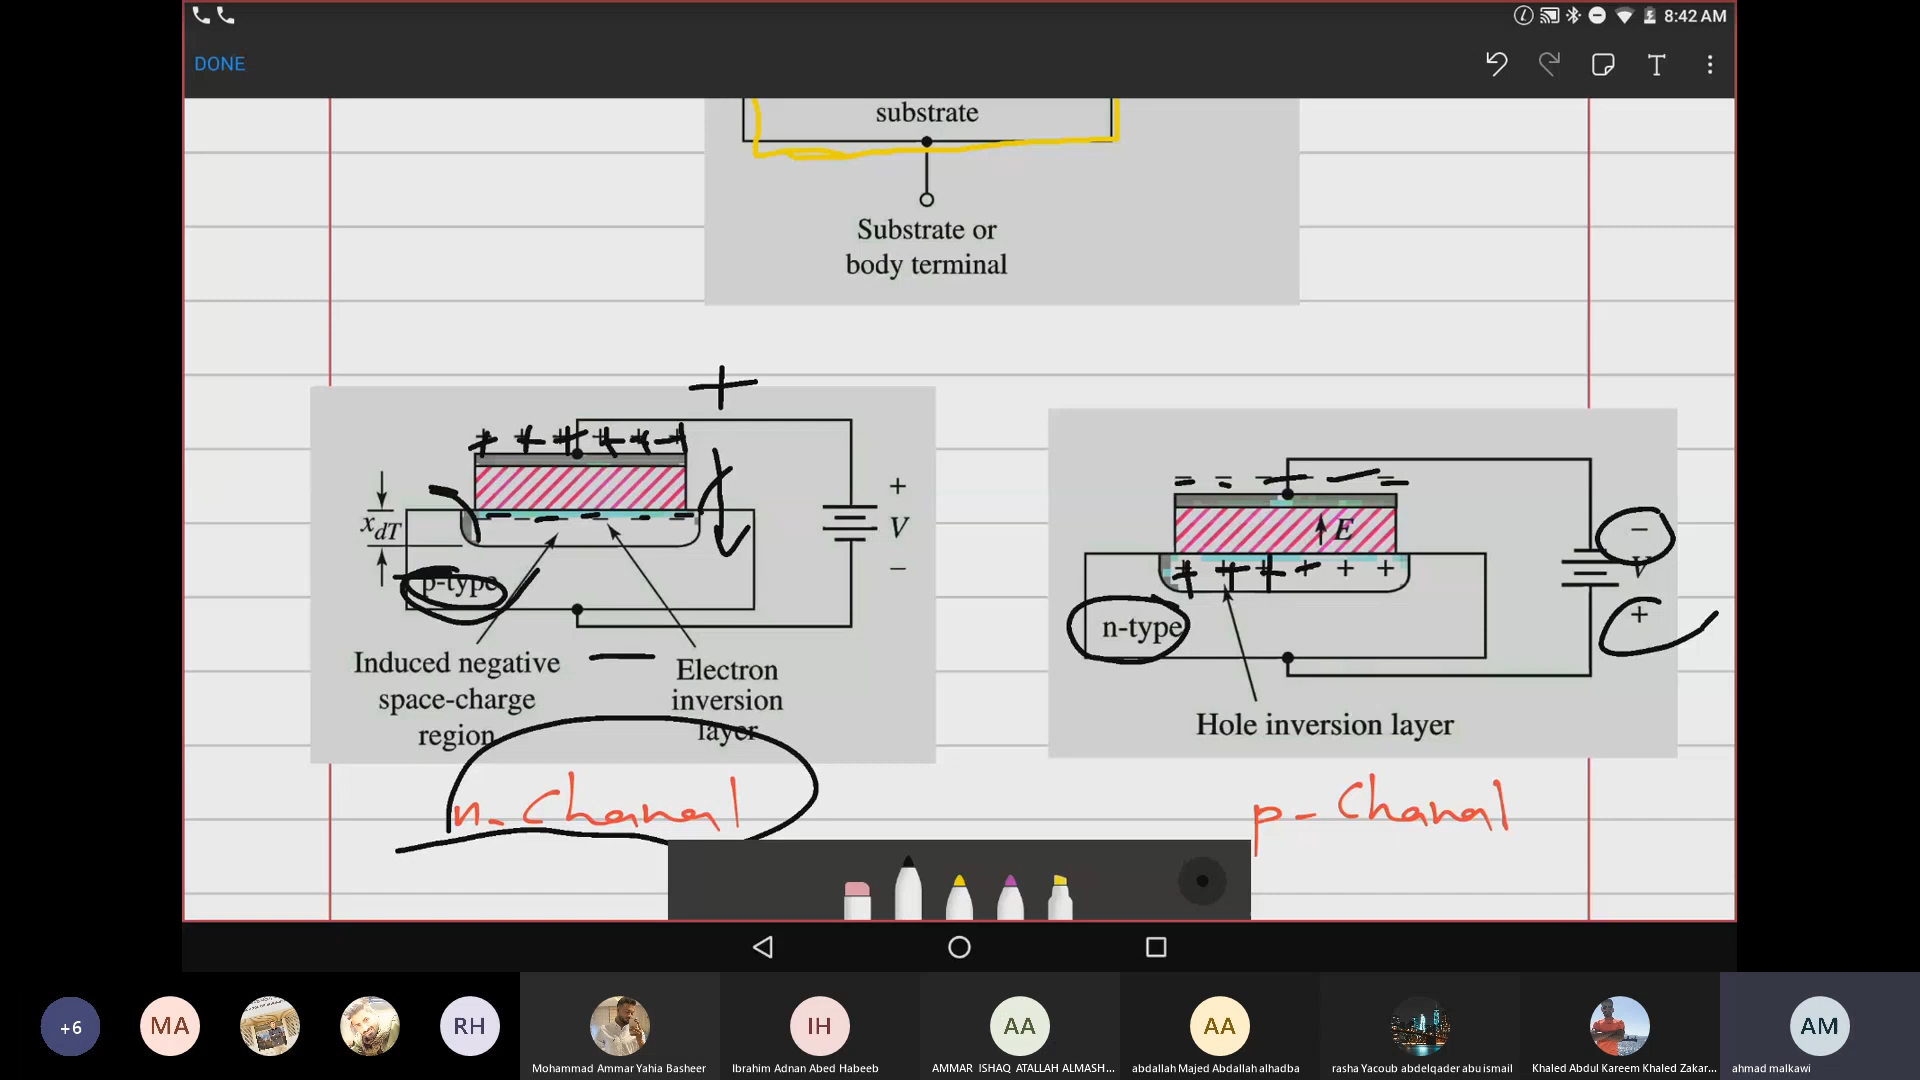 8:42 AM
DONE
T
substrate
Substrate or
body terminal
+
+ + + + + +
+
V
−
x_dT
p-type
Induced negative
space-charge
region
Electron
inversion
layer
n- Chanal
− − − − − −
E
+ + + + + +
n-type
−
V
+
Hole inversion layer
p- Chanal
+6
MA
RH
IH
AA
AA
AM
Mohammad Ammar Yahia Basheer
Ibrahim Adnan Abed Habeeb
AMMAR ISHAQ ATALLAH ALMASH...
abdallah Majed Abdallah alhadba
rasha Yacoub abdelqader abu ismail
Khaled Abdul Kareem Khaled Zakar...
ahmad malkawi